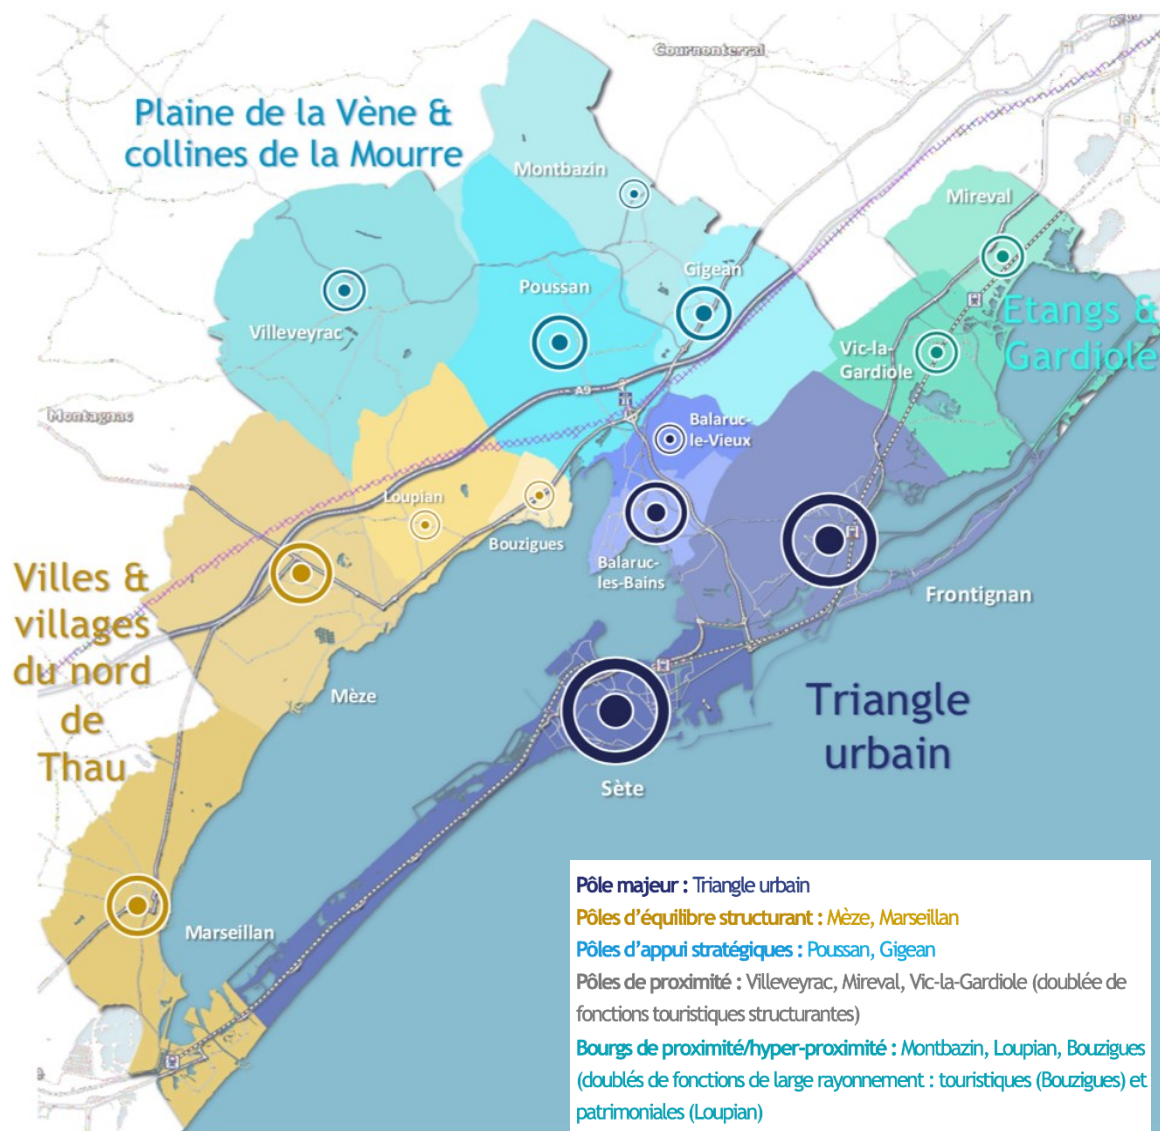 Cournonterral
Plaine de la Vène &
collines de la Mourre
Montbazin
Mireval
Gigean
Poussan
Etangs &
Gardiole
Villeveyrac
Vic-la-
Gardiole
A9
Montagnac
Balaruc-
le-Vieux
Loupian
Bouzigues
Balaruc-
les-Bains
Villes &
villages
du nord
de
Thau
Frontignan
Mèze
Triangle
urbain
Sète
Marseillan
Pôle majeur : Triangle urbain
Pôles d'équilibre structurant : Mèze, Marseillan
Pôles d'appui stratégiques : Poussan, Gigean
Pôles de proximité : Villeveyrac, Mireval, Vic-la-Gardiole (doublée de
fonctions touristiques structurantes)
Bourgs de proximité/hyper-proximité : Montbazin, Loupian, Bouzigues
(doublés de fonctions de large rayonnement : touristiques (Bouzigues) et
patrimoniales (Loupian)